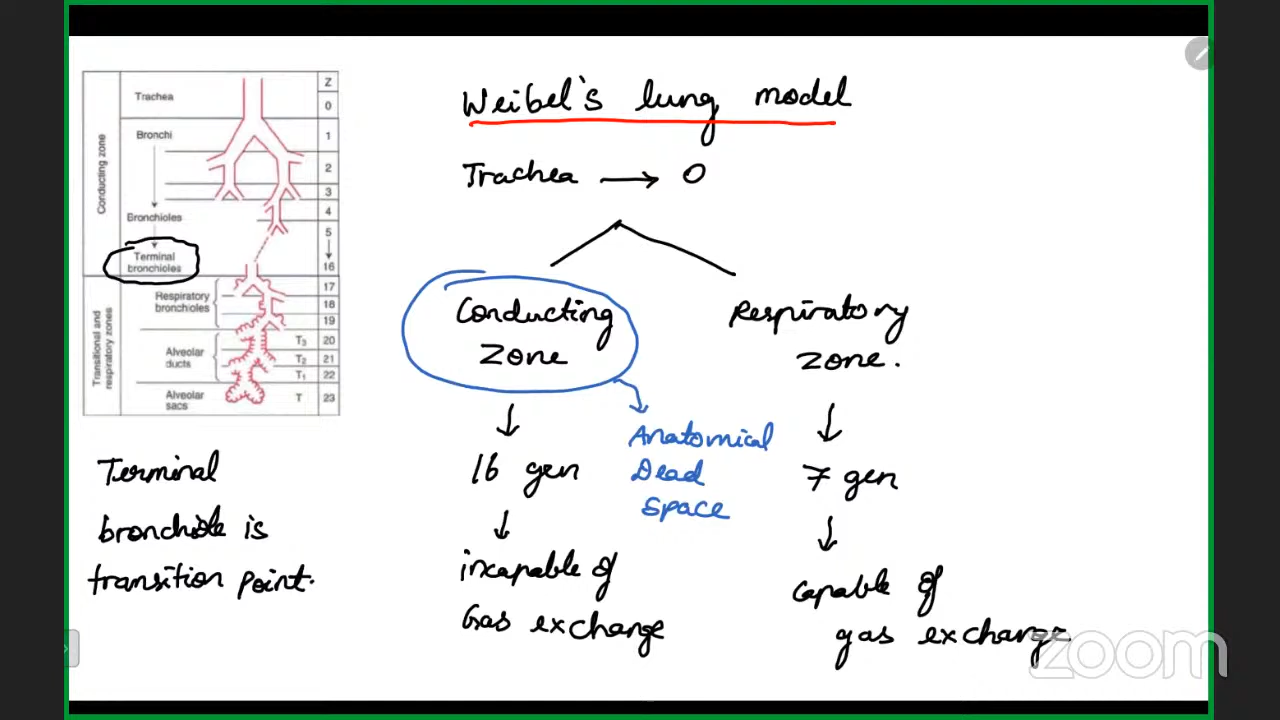 Conducting zone
Trachea
Z
0
Bronchi
1
2
3
Bronchioles
4
5
Terminal
bronchioles
16
Transitional and
respiratory zones
Respiratory
bronchioles
17
18
19
Alveolar
ducts
T3 20
T2 21
T1 22
Alveolar
sacs
T 23
Terminal
bronchiole is
transition point.
Weibel's lung model
Trachea → 0
Conducting
Zone
Respiratory
zone.
↓
16 gen
↓
incapable of
Gas exchange
Anatomical
Dead
Space
↓
7 gen
↓
Capable of
gas exchange
zoom